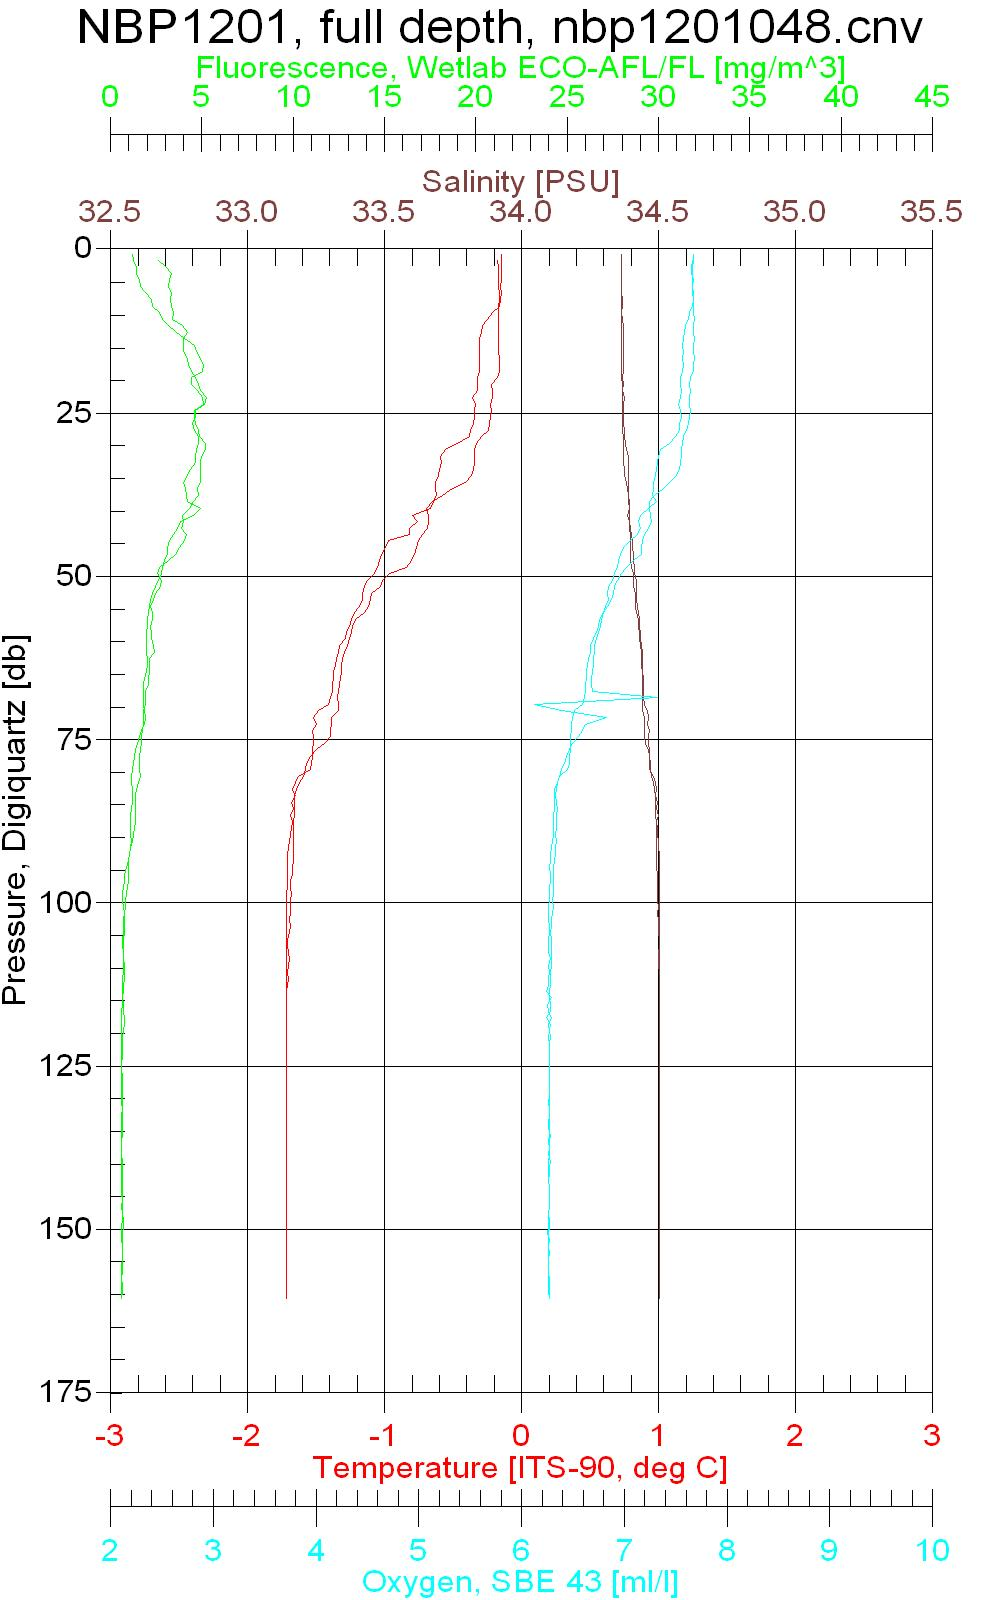 NBP1201, full depth, nbp1201048.cnv
Fluorescence, Wetlab ECO-AFL/FL [mg/m^3]
0 5 10 15 20 25 30 35 40 45
Salinity [PSU]
32.5 33.0 33.5 34.0 34.5 35.0 35.5
0
25
50
75
100
125
150
175
Pressure, Digiquartz [db]
-3 -2 -1 0 1 2 3
Temperature [ITS-90, deg C]
2 3 4 5 6 7 8 9 10
Oxygen, SBE 43 [ml/l]